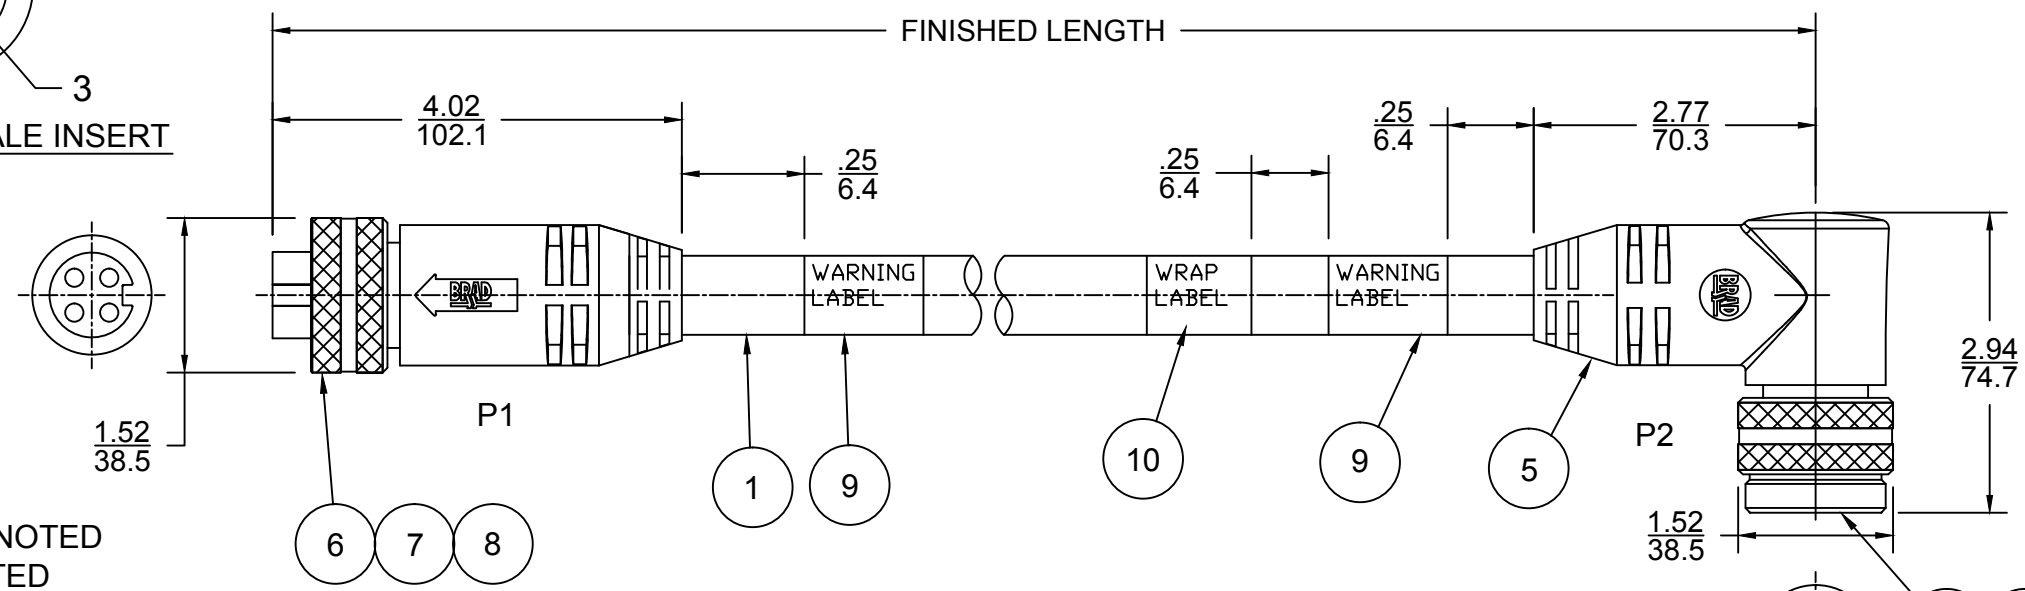 FINISHED LENGTH
3
ALE INSERT
4.02
102.1
.25
6.4
.25
6.4
.25
6.4
2.77
70.3
WARNING
LABEL
WRAP
LABEL
WARNING
LABEL
BRAD
BRAD
2.94
74.7
1.52
38.5
P1
P2
1
9
10
9
5
6
7
8
1.52
38.5
NOTED
TED